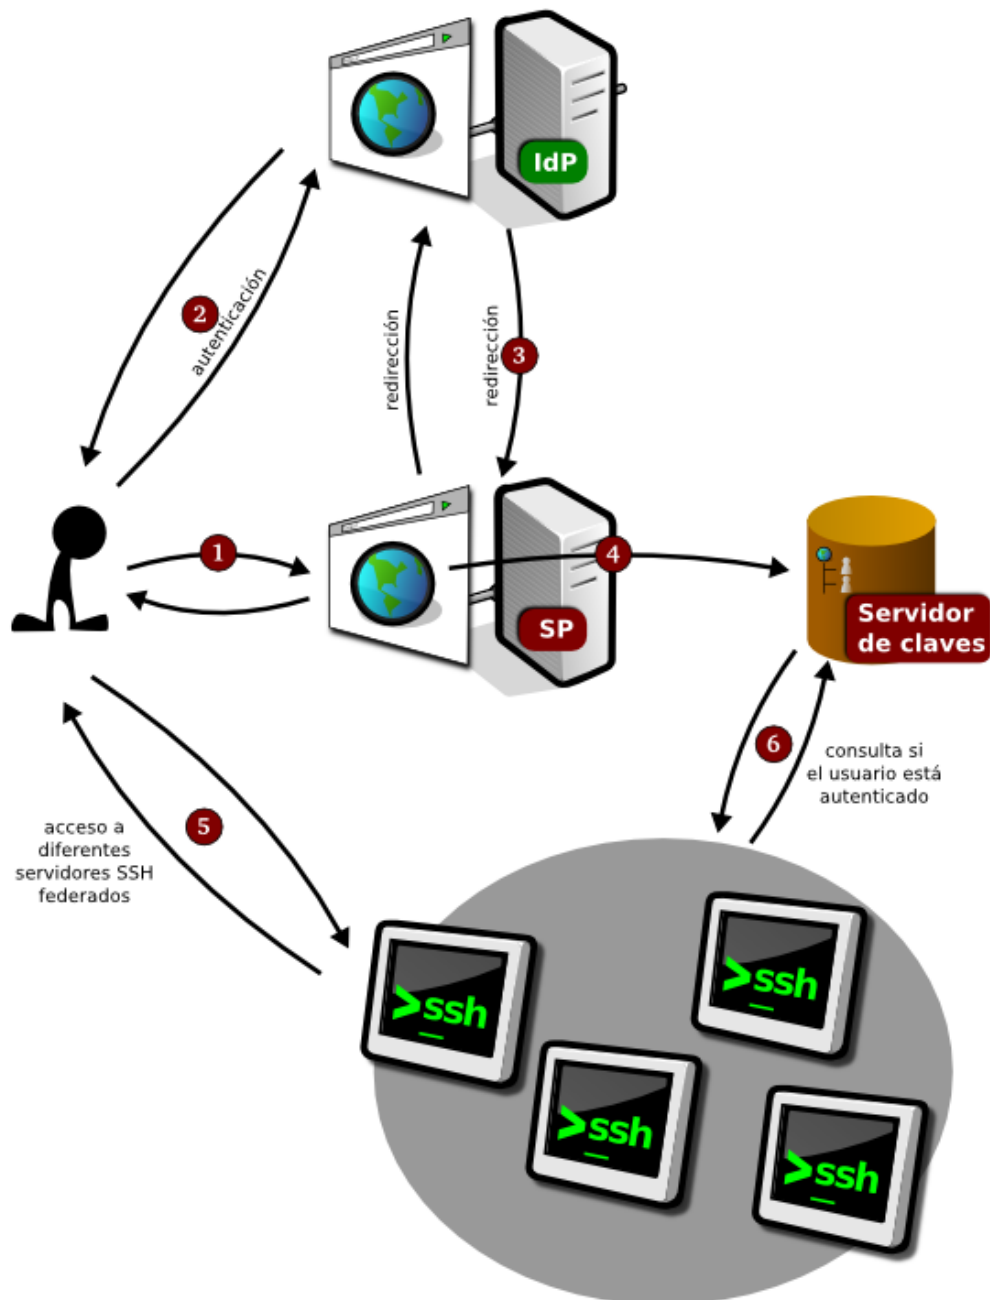 IdP
2
autenticación
redirección
redirección
3
1
SP
4
Servidor
de claves
6
consulta si
el usuario está
autenticado
5
acceso a
diferentes
servidores SSH
federados
>ssh
>ssh
>ssh
>ssh